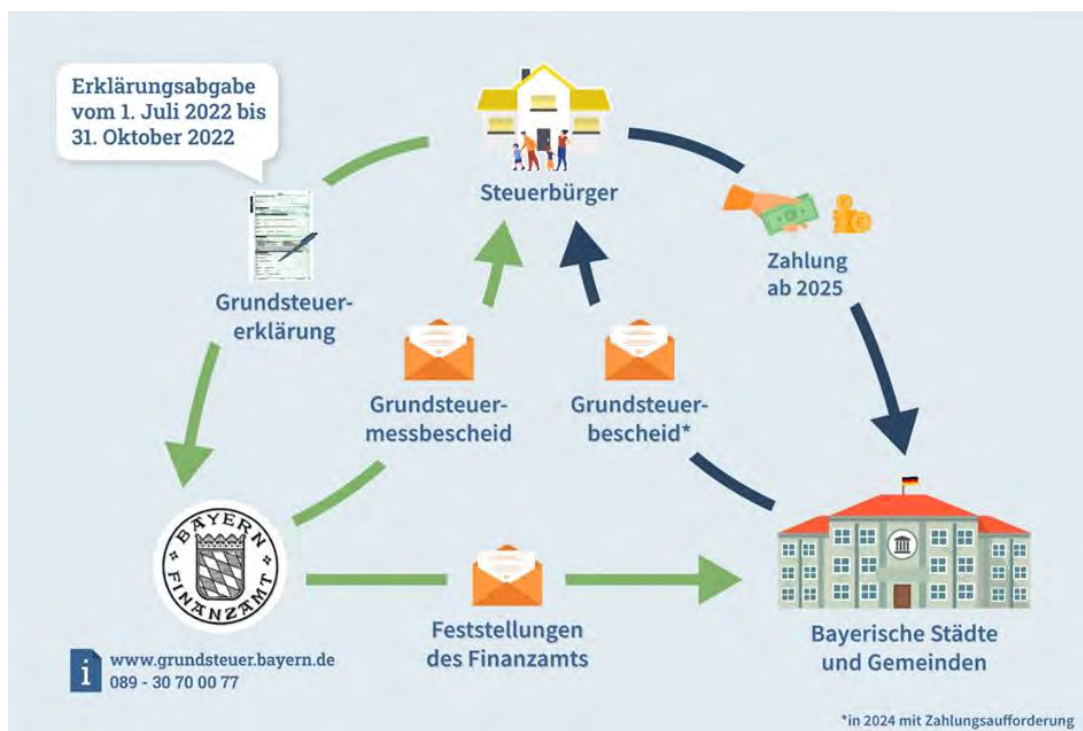 Erklärungsabgabe
vom 1. Juli 2022 bis
31. Oktober 2022
Steuerbürger
Grundsteuer-
erklärung
Zahlung
ab 2025
Grundsteuer-
messbescheid
Grundsteuer-
bescheid*
BAYERN
FINANZAMT
Feststellungen
des Finanzamts
Bayerische Städte
und Gemeinden
i
www.grundsteuer.bayern.de
089 - 30 70 00 77
*in 2024 mit Zahlungsaufforderung